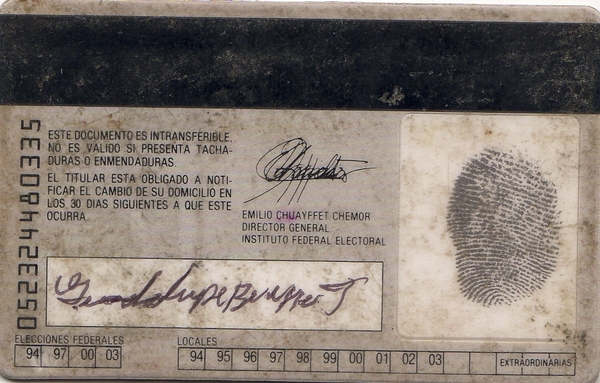 0523244480335
ESTE DOCUMENTO ES INTRANSFERIBLE.
NO ES VALIDO SI PRESENTA TACHA-
DURAS O ENMENDADURAS.
EL TITULAR ESTA OBLIGADO A NOTI-
FICAR EL CAMBIO DE SU DOMICILIO EN
LOS 30 DIAS SIGUIENTES A QUE ESTE
OCURRA.
EMILIO CHUAYFFET CHEMOR
DIRECTOR GENERAL
INSTITUTO FEDERAL ELECTORAL
Guadalupe
ELECCIONES FEDERALES
94 97 00 03
LOCALES
94 95 96 97 98 99 00 01 02 03
EXTRAORDINARIAS